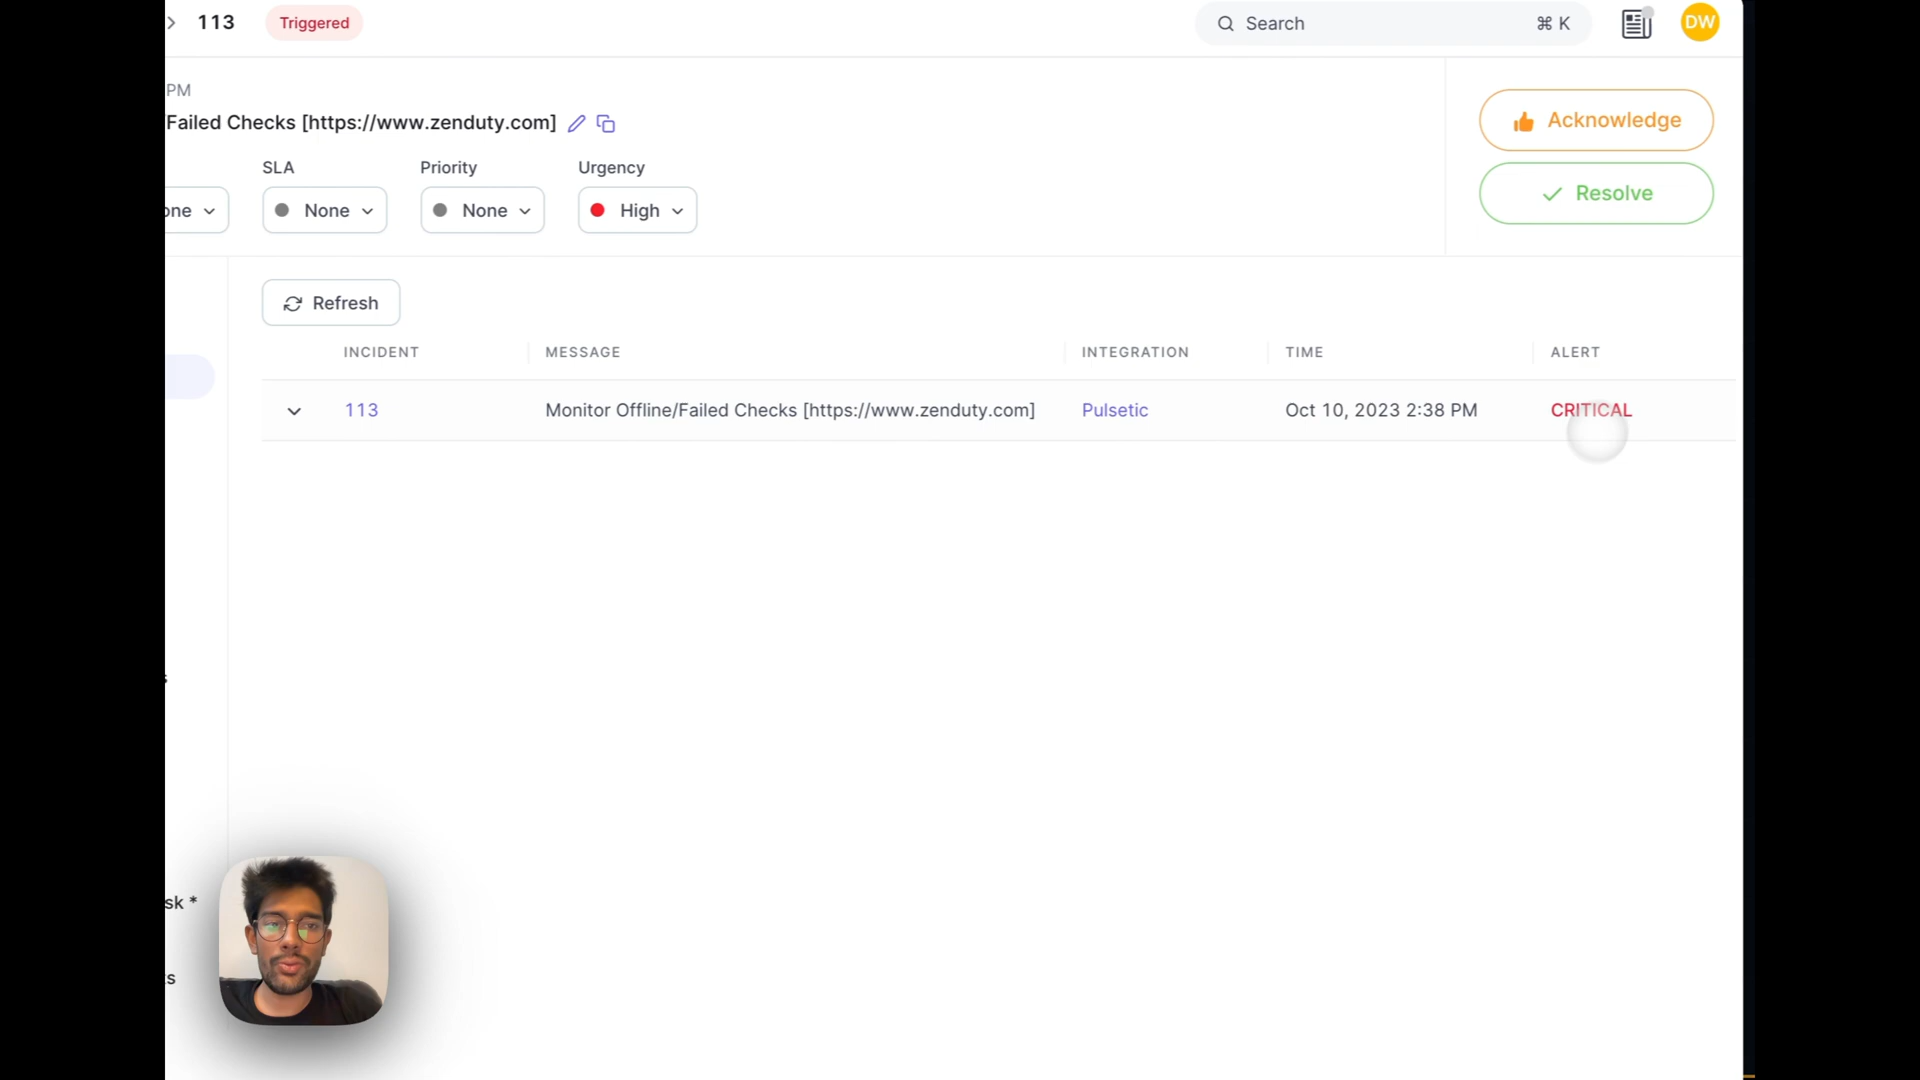 113 Triggered Search ⌘ K DW
PM
/Failed Checks [https://www.zenduty.com]
Acknowledge
SLA Priority Urgency
None None High
Resolve
Refresh
INCIDENT MESSAGE INTEGRATION TIME ALERT
113 Monitor Offline/Failed Checks [https://www.zenduty.com] Pulsetic Oct 10, 2023 2:38 PM CRITICAL
sk *